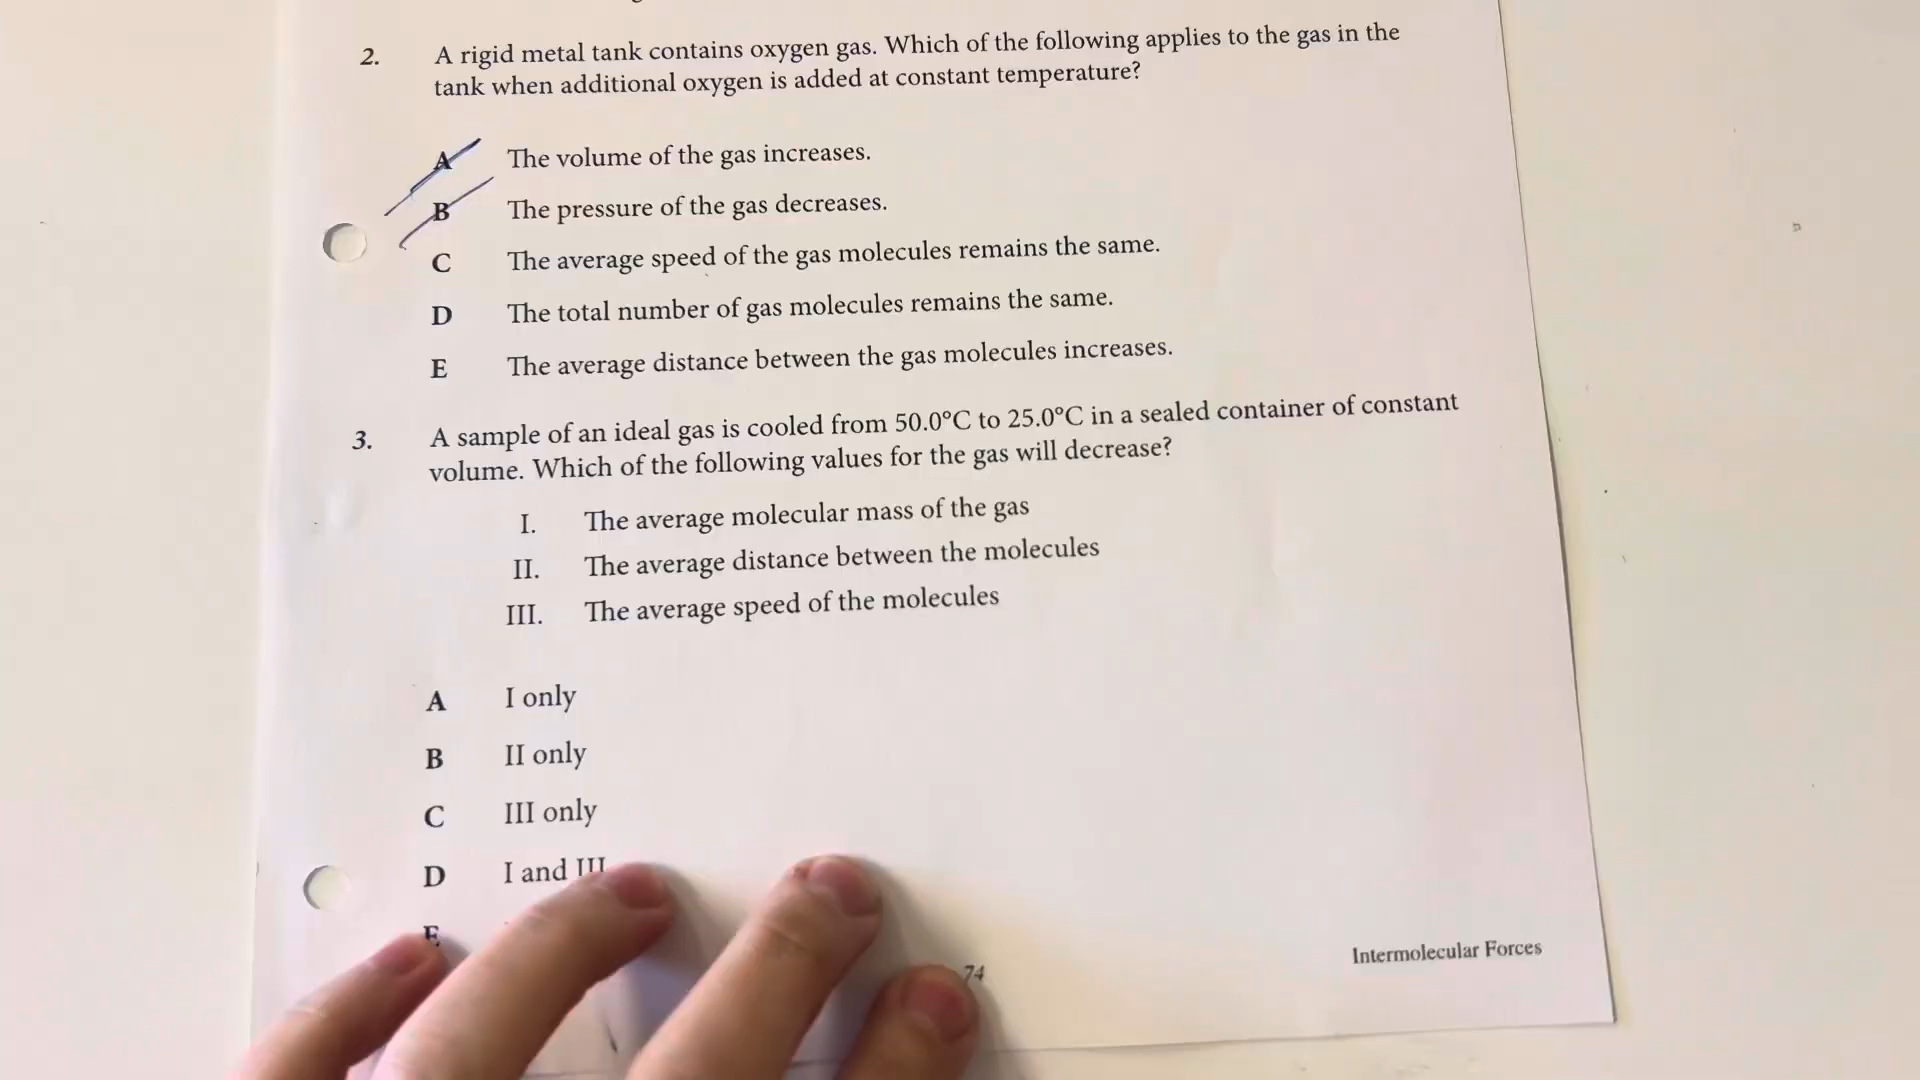 2. A rigid metal tank contains oxygen gas. Which of the following applies to the gas in the
tank when additional oxygen is added at constant temperature?
A The volume of the gas increases.
B The pressure of the gas decreases.
C The average speed of the gas molecules remains the same.
D The total number of gas molecules remains the same.
E The average distance between the gas molecules increases.
3. A sample of an ideal gas is cooled from 50.0°C to 25.0°C in a sealed container of constant
volume. Which of the following values for the gas will decrease?
I. The average molecular mass of the gas
II. The average distance between the molecules
III. The average speed of the molecules
A I only
B II only
C III only
D I and III
E
74
Intermolecular Forces